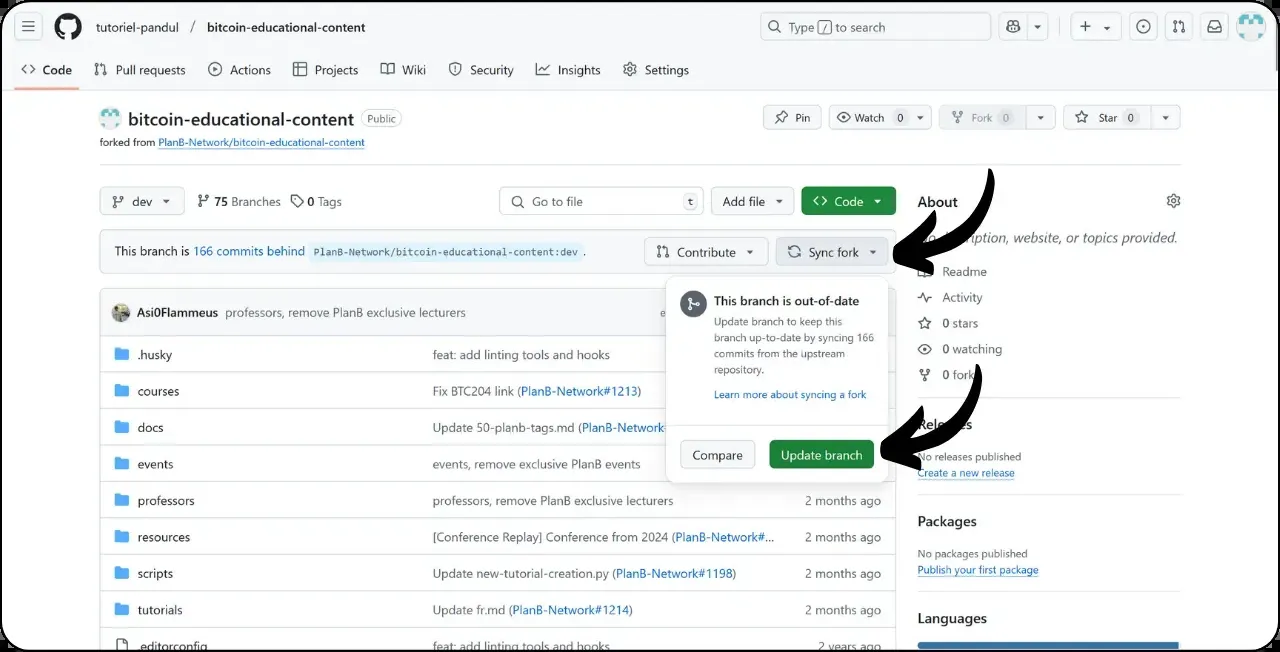 tutoriel-pandul / bitcoin-educational-content
Type / to search
Code Pull requests Actions Projects Wiki Security Insights Settings
bitcoin-educational-content Public
forked from PlanB-Network/bitcoin-educational-content
Pin Watch 0 Fork 0 Star 0
dev 75 Branches 0 Tags
Go to file t Add file Code
This branch is 166 commits behind PlanB-Network/bitcoin-educational-content:dev .
Contribute Sync fork
This branch is out-of-date
Update branch to keep this
branch up-to-date by syncing 166
commits from the upstream
repository.
Learn more about syncing a fork
Compare Update branch
Asi0Flammeus professors, remove PlanB exclusive lecturers
.husky feat: add linting tools and hooks
courses Fix BTC204 link (PlanB-Network#1213)
docs Update 50-planb-tags.md (PlanB-Network
events events, remove exclusive PlanB events
professors professors, remove PlanB exclusive lecturers 2 months ago
resources [Conference Replay] Conference from 2024 (PlanB-Network#... 2 months ago
scripts Update new-tutorial-creation.py (PlanB-Network#1198) 2 months ago
tutorials Update fr.md (PlanB-Network#1214) 2 months ago
.editorconfig feat: add linting tools and hooks 2 years ago
About
description, website, or topics provided.
Readme
Activity
0 stars
0 watching
0 fork
Releases
No releases published
Create a new release
Packages
No packages published
Publish your first package
Languages